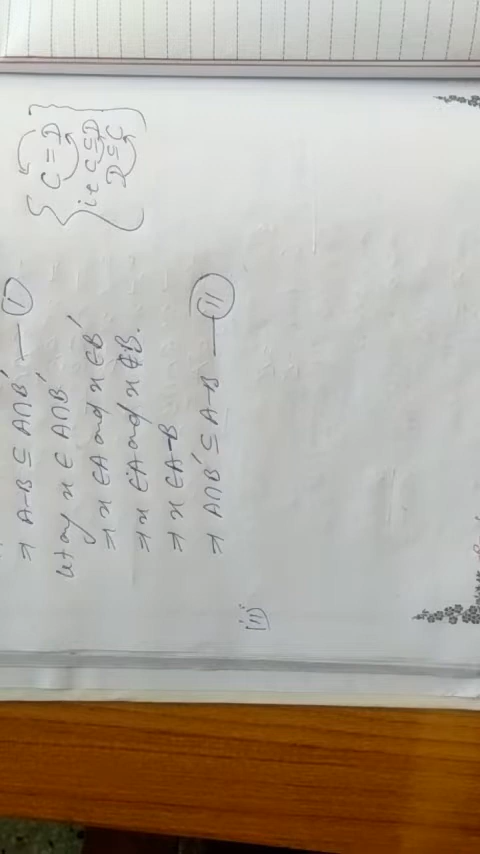 ⇒ A-B ⊆ A∩B′ — (i)
let any x ∈ A∩B′
⇒ x ∈ A and x ∈ B′
⇒ x ∈ A and x ∉ B.
⇒ x ∈ A-B
⇒ A∩B′ ⊆ A-B — (ii)
{ C = D
i.e C ⊆ D
D ⊆ C }
(ii)